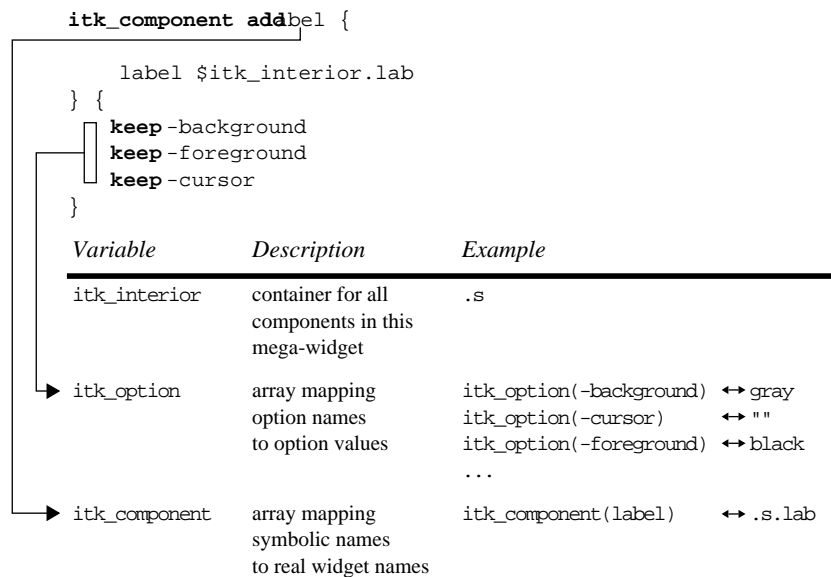 itk_component add label {
label $itk_interior.lab
} {
keep -background
keep -foreground
keep -cursor
}
Variable Description Example
itk_interior container for all .s
components in this
mega-widget
itk_option array mapping itk_option(-background) ↔ gray
option names itk_option(-cursor) ↔ ""
to option values itk_option(-foreground) ↔ black
...
itk_component array mapping itk_component(label) ↔ .s.lab
symbolic names
to real widget names